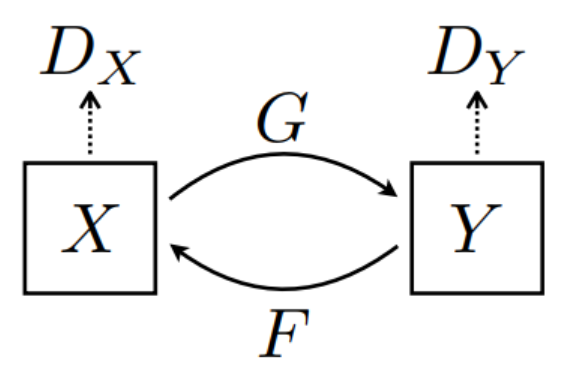 D_X D_Y
G
X Y
F